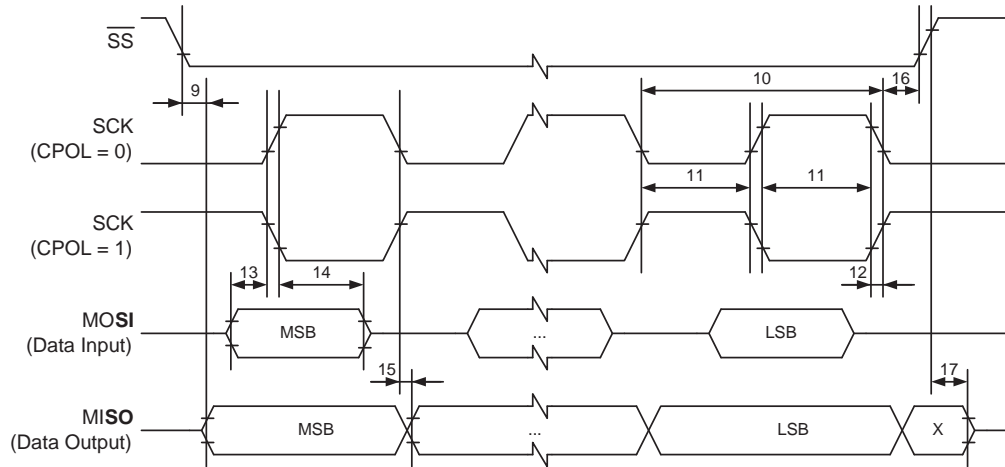 SS
9
10
16
SCK
(CPOL = 0)
11
11
SCK
(CPOL = 1)
13
14
12
MOSI
(Data Input)
MSB
...
LSB
15
17
MISO
(Data Output)
MSB
...
LSB
X